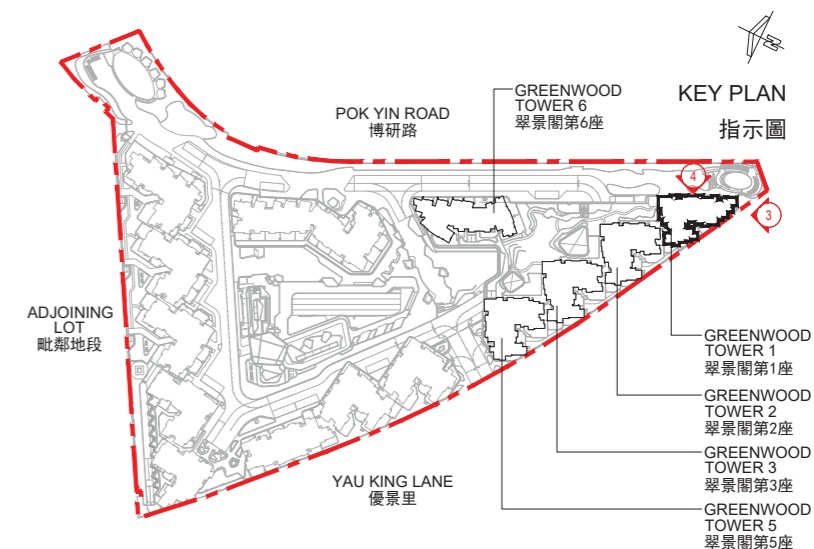 KEY PLAN
指示圖
GREENWOOD
TOWER 6
翠景閣第6座
POK YIN ROAD
博研路
4
3
ADJOINING
LOT
毗鄰地段
GREENWOOD
TOWER 1
翠景閣第1座
GREENWOOD
TOWER 2
翠景閣第2座
GREENWOOD
TOWER 3
翠景閣第3座
YAU KING LANE
優景里
GREENWOOD
TOWER 5
翠景閣第5座